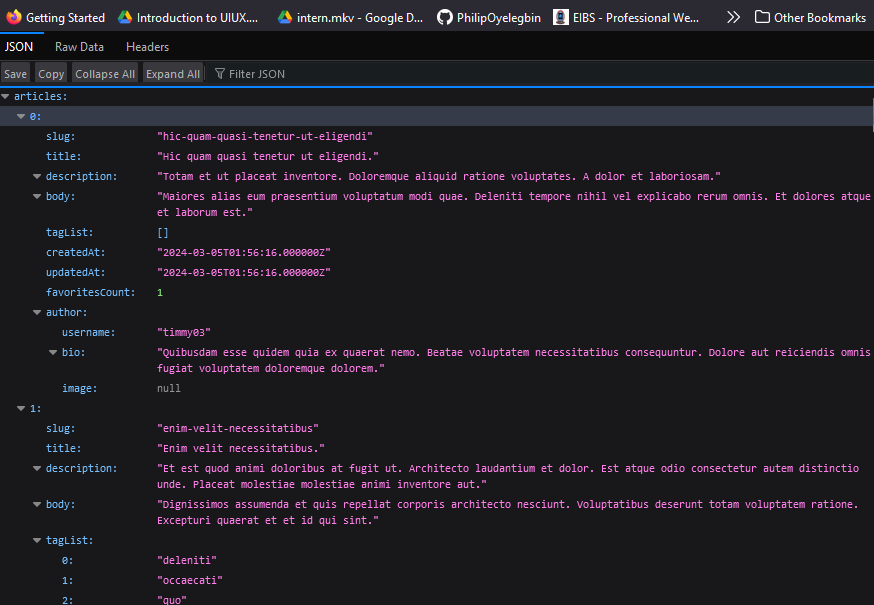 Getting Started Introduction to UIUX.... intern.mkv - Google D... PhilipOyelegbin EIBS - Professional We... Other Bookmarks
JSON Raw Data Headers
Save Copy Collapse All Expand All Filter JSON
articles:
0:
slug: "hic-quam-quasi-tenetur-ut-eligendi"
title: "Hic quam quasi tenetur ut eligendi."
description: "Totam et ut placeat inventore. Doloremque aliquid ratione voluptates. A dolor et laboriosam."
body: "Maiores alias eum praesentium voluptatum modi quae. Deleniti tempore nihil vel explicabo rerum omnis. Et dolores atque
et laborum est."
tagList: []
createdAt: "2024-03-05T01:56:16.000000Z"
updatedAt: "2024-03-05T01:56:16.000000Z"
favoritesCount: 1
author:
username: "timmy03"
bio: "Quibusdam esse quidem quia ex quaerat nemo. Beatae voluptatem necessitatibus consequuntur. Dolore aut reiciendis omnis
fugiat voluptatem doloremque dolorem."
image: null
1:
slug: "enim-velit-necessitatibus"
title: "Enim velit necessitatibus."
description: "Et est quod animi doloribus at fugit ut. Architecto laudantium et dolor. Est atque odio consectetur autem distinctio
unde. Placeat molestiae molestiae animi inventore aut."
body: "Dignissimos assumenda et quis repellat corporis architecto nesciunt. Voluptatibus deserunt totam voluptatem ratione.
Excepturi quaerat et et id qui sint."
tagList:
0: "deleniti"
1: "occaecati"
2: "quo"